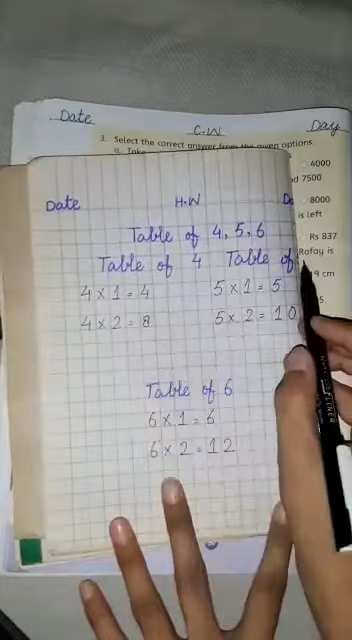 Date C.W Day
3. Select the correct answer from the given options.
4000
7500
8000
is left
Rs 837
Rafay is
cm
Date H.W
Table of 4, 5, 6
Table of 4 Table of
4 x 1 = 4 5 x 1 = 5
4 x 2 = 8 5 x 2 = 10
Table of 6
6 x 1 = 6
6 x 2 = 12